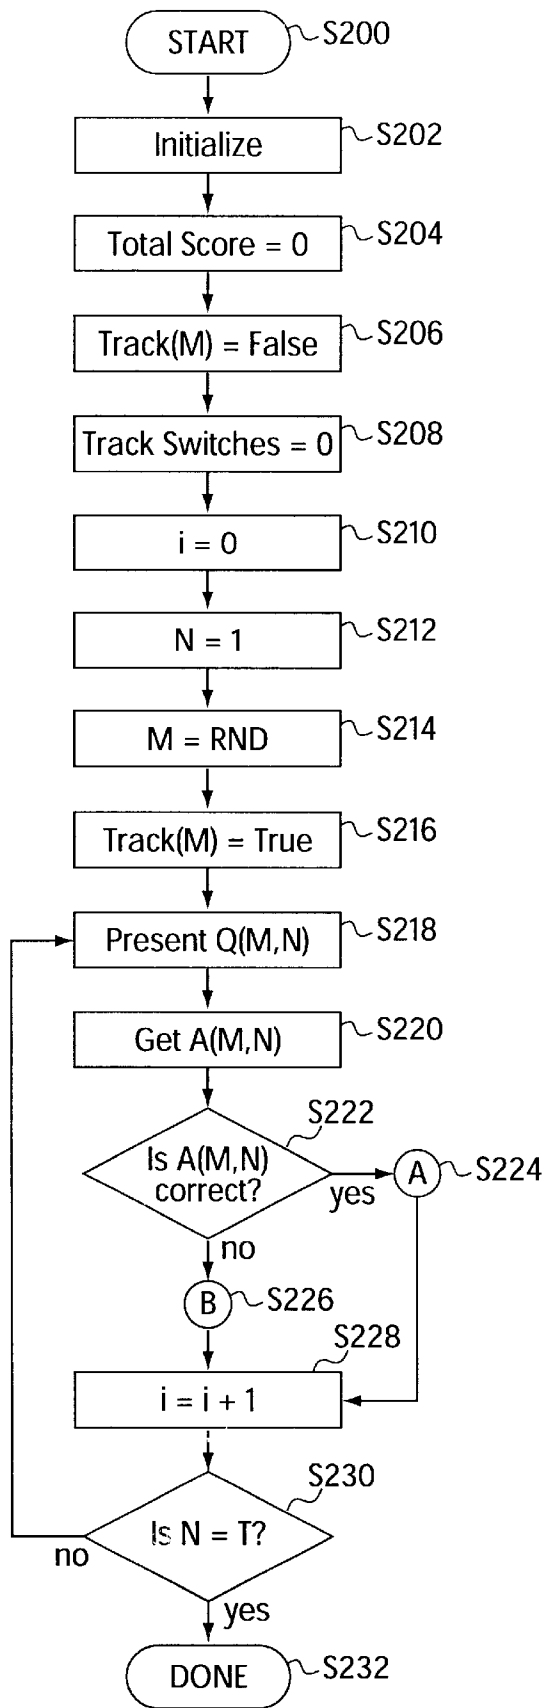 START
S200
Initialize
S202
Total Score = 0
S204
Track(M) = False
S206
Track Switches = 0
S208
i = 0
S210
N = 1
S212
M = RND
S214
Track(M) = True
S216
Present Q(M,N)
S218
Get A(M,N)
S220
S222
Is A(M,N)
correct?
yes
A
S224
no
B
S226
S228
i = i + 1
S230
Is N = T?
no
yes
DONE
S232